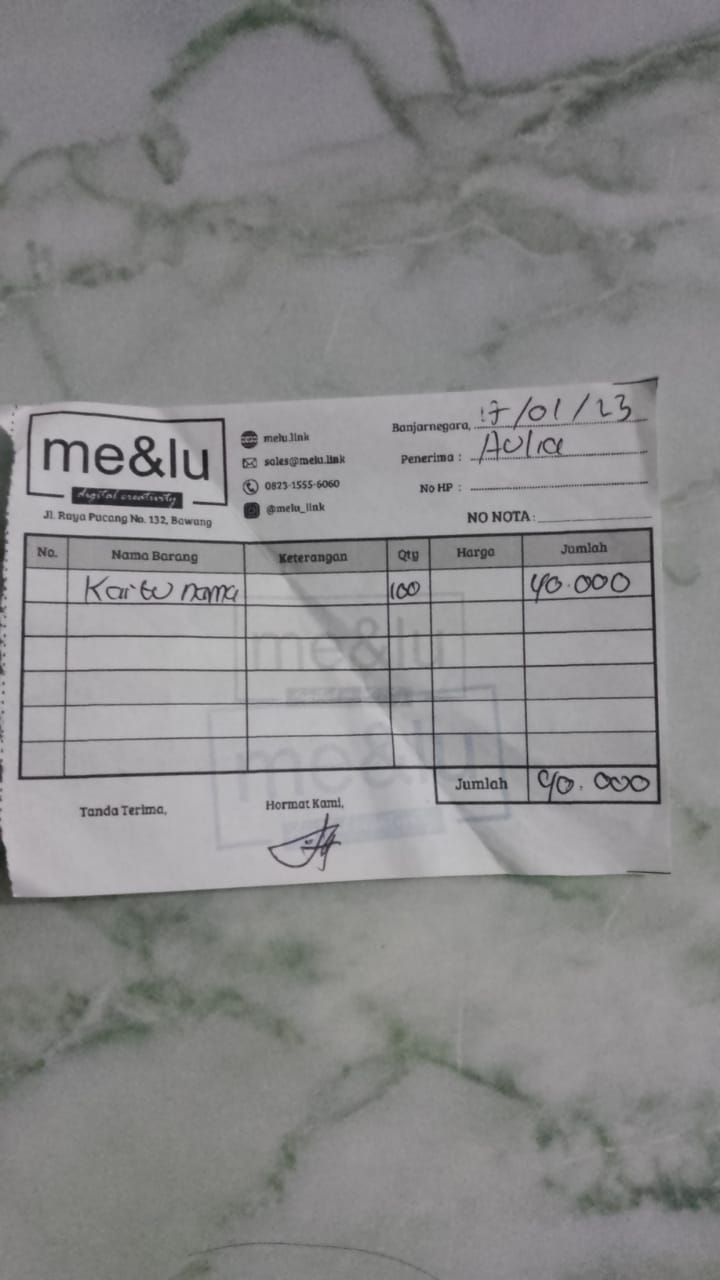 me&lu
digital creativity
Jl. Raya Pucang No. 132, Bawang
melu.link
sales@melu.link
0823-1555-6060
@melu_link
Banjarnegara, 17/01/23
Penerima : Aulia
No HP :
NO NOTA :
No. Nama Barang Keterangan Qty Harga Jumlah
Kartu nama 100 40.000
me&lu
me&lu
Jumlah 40.000
Tanda Terima, Hormat Kami,